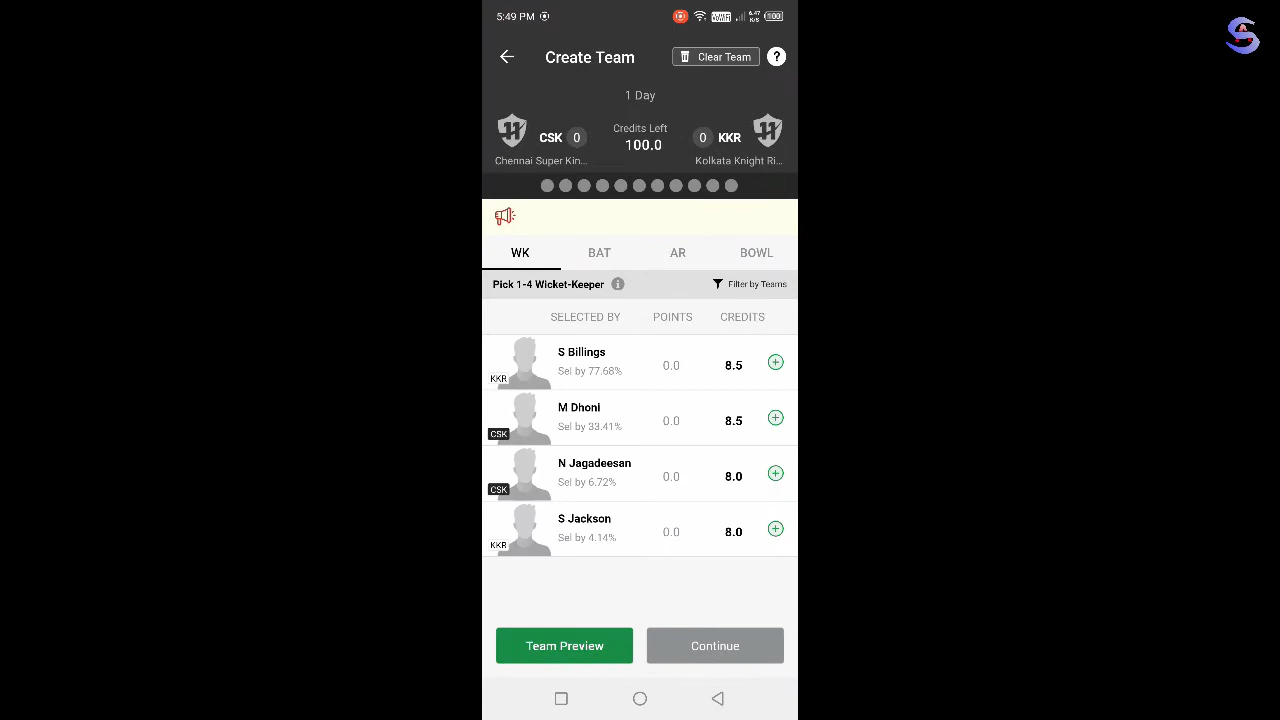 5:49 PM
100
Create Team
Clear Team
?
1 Day
CSK 0
Credits Left
100.0
0 KKR
Chennai Super Kin...
Kolkata Knight Ri...
WK BAT AR BOWL
Pick 1-4 Wicket-Keeper
Filter by Teams
SELECTED BY POINTS CREDITS
S Billings
Sel by 77.68%
KKR
0.0
8.5
M Dhoni
Sel by 33.41%
CSK
0.0
8.5
N Jagadeesan
Sel by 6.72%
CSK
0.0
8.0
S Jackson
Sel by 4.14%
KKR
0.0
8.0
Team Preview
Continue